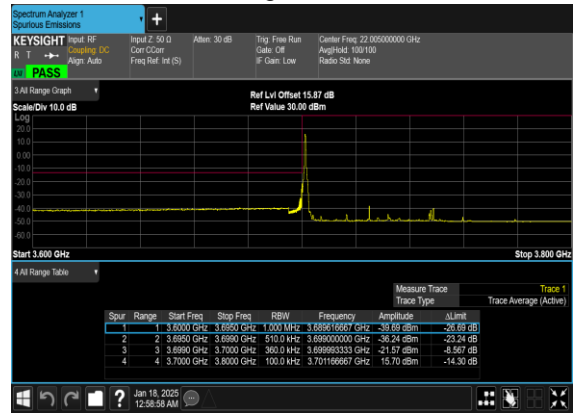 Spectrum Analyzer 1
Spurious Emissions
KEYSIGHT Input: RF Input Z: 50 Ω Atten: 30 dB Trig: Free Run Center Freq: 22.005000000 GHz
R T Coupling: DC Corr CCorr Gate: Off Avg|Hold: 100/100
Align: Auto Freq Ref: Int (S) IF Gain: Low Radio Std: None
PASS
3 All Range Graph
Ref Lvl Offset 15.87 dB
Scale/Div 10.0 dB Ref Value 30.00 dBm
Log
20.0
10.0
0.00
-10.0
-20.0
-30.0
-40.0
-50.0
-60.0
Start 3.600 GHz Stop 3.800 GHz
4 All Range Table
Measure Trace Trace 1
Trace Type Trace Average (Active)
Spur Range Start Freq Stop Freq RBW Frequency Amplitude ΔLimit
1 1 3.6000 GHz 3.6950 GHz 1.000 MHz 3.689616667 GHz -39.69 dBm -26.69 dB
2 2 3.6950 GHz 3.6990 GHz 510.0 kHz 3.699000000 GHz -36.24 dBm -23.24 dB
3 3 3.6990 GHz 3.7000 GHz 360.0 kHz 3.699993333 GHz -21.57 dBm -8.567 dB
4 4 3.7000 GHz 3.8000 GHz 100.0 kHz 3.701166667 GHz 15.70 dBm -14.30 dB
Jan 18, 2025
12:58:58 AM